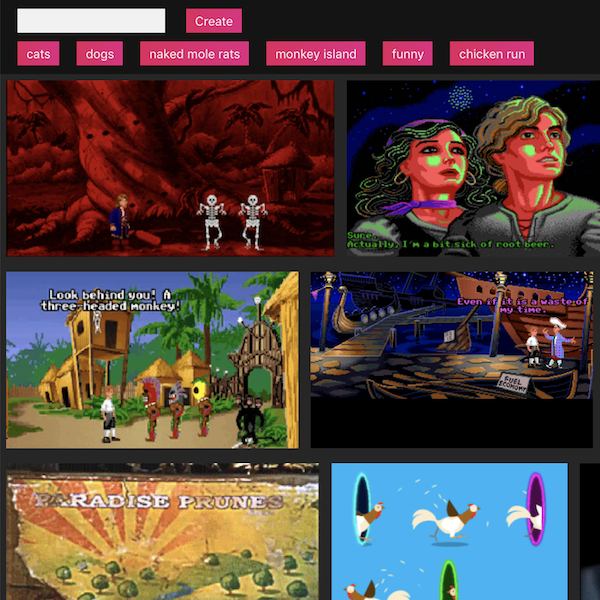 Create
cats
dogs
naked mole rats
monkey island
funny
chicken run
Sure.
Actually, I'm a bit sick of root beer.
Look behind you! A
three-headed monkey!
Even if it is a waste of
my time.
FUEL
ECONOMY
PARADISE PRUNES